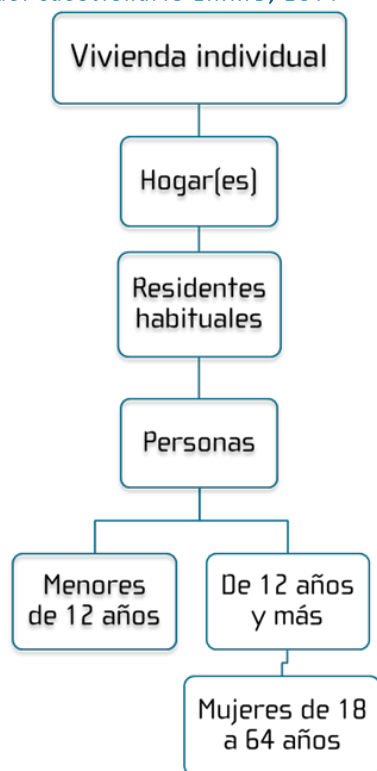 Vivienda individual
Hogar(es)
Residentes
habituales
Personas
Menores
de 12 años
De 12 años
y más
Mujeres de 18
a 64 años